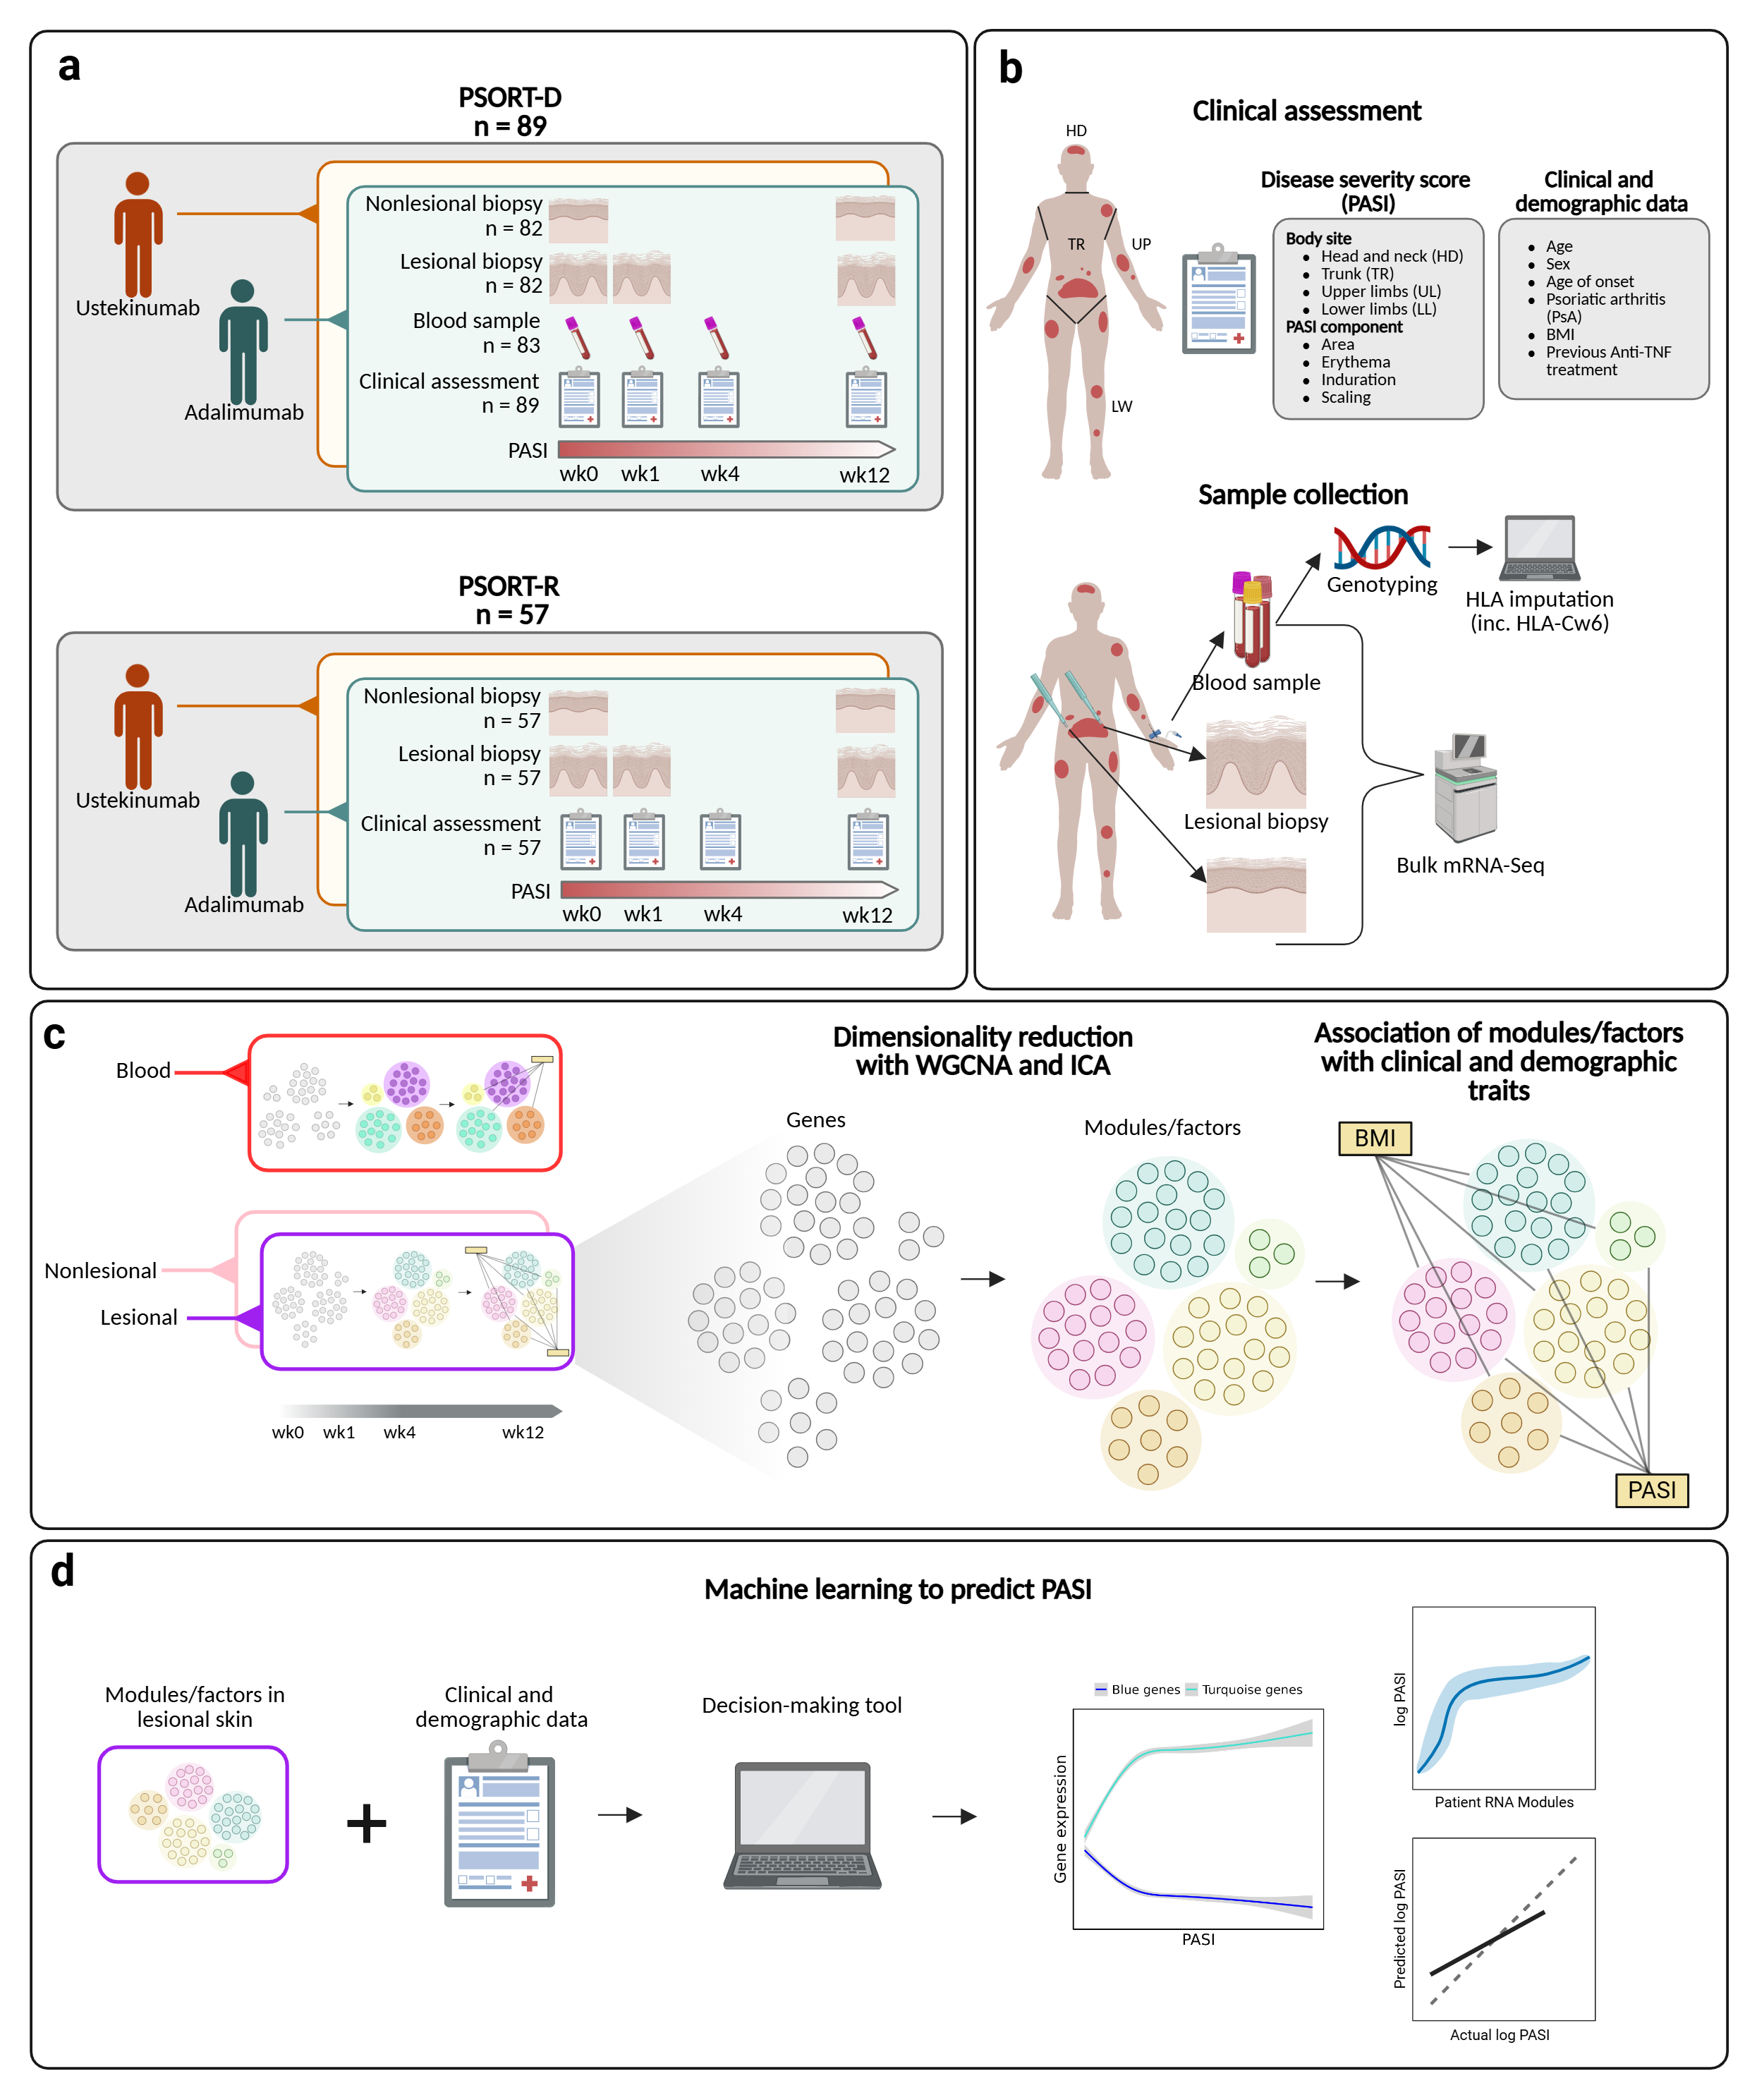 a
PSORT-D
n = 89
Ustekinumab
Adalimumab
Nonlesional biopsy
n = 82
Lesional biopsy
n = 82
Blood sample
n = 83
Clinical assessment
n = 89
PASI
wk0 wk1 wk4 wk12
PSORT-R
n = 57
Ustekinumab
Adalimumab
Nonlesional biopsy
n = 57
Lesional biopsy
n = 57
Clinical assessment
n = 57
PASI
wk0 wk1 wk4 wk12
b
Clinical assessment
HD
TR
UP
LW
Disease severity score
(PASI)
Body site
• Head and neck (HD)
• Trunk (TR)
• Upper limbs (UL)
• Lower limbs (LL)
PASI component
• Area
• Erythema
• Induration
• Scaling
Clinical and
demographic data
• Age
• Sex
• Age of onset
• Psoriatic arthritis
(PsA)
• BMI
• Previous Anti-TNF
treatment
Sample collection
Genotyping
HLA imputation
(inc. HLA-Cw6)
Blood sample
Lesional biopsy
Bulk mRNA-Seq
c
Blood
Nonlesional
Lesional
wk0 wk1 wk4 wk12
Dimensionality reduction
with WGCNA and ICA
Genes
Modules/factors
Association of modules/factors
with clinical and demographic
traits
BMI
PASI
d
Machine learning to predict PASI
Modules/factors in
lesional skin
+
Clinical and
demographic data
Decision-making tool
Blue genes Turquoise genes
Gene expression
PASI
log PASI
Patient RNA Modules
Predicted log PASI
Actual log PASI